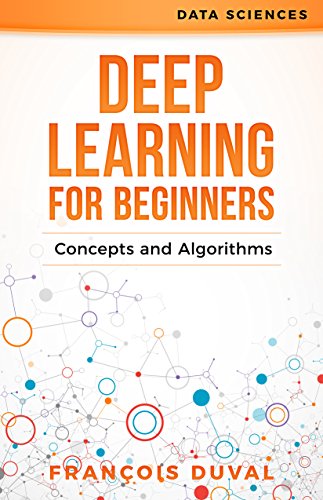 DATA SCIENCES
DEEP
LEARNING
FOR BEGINNERS
Concepts and Algorithms
FRANÇOIS DUVAL